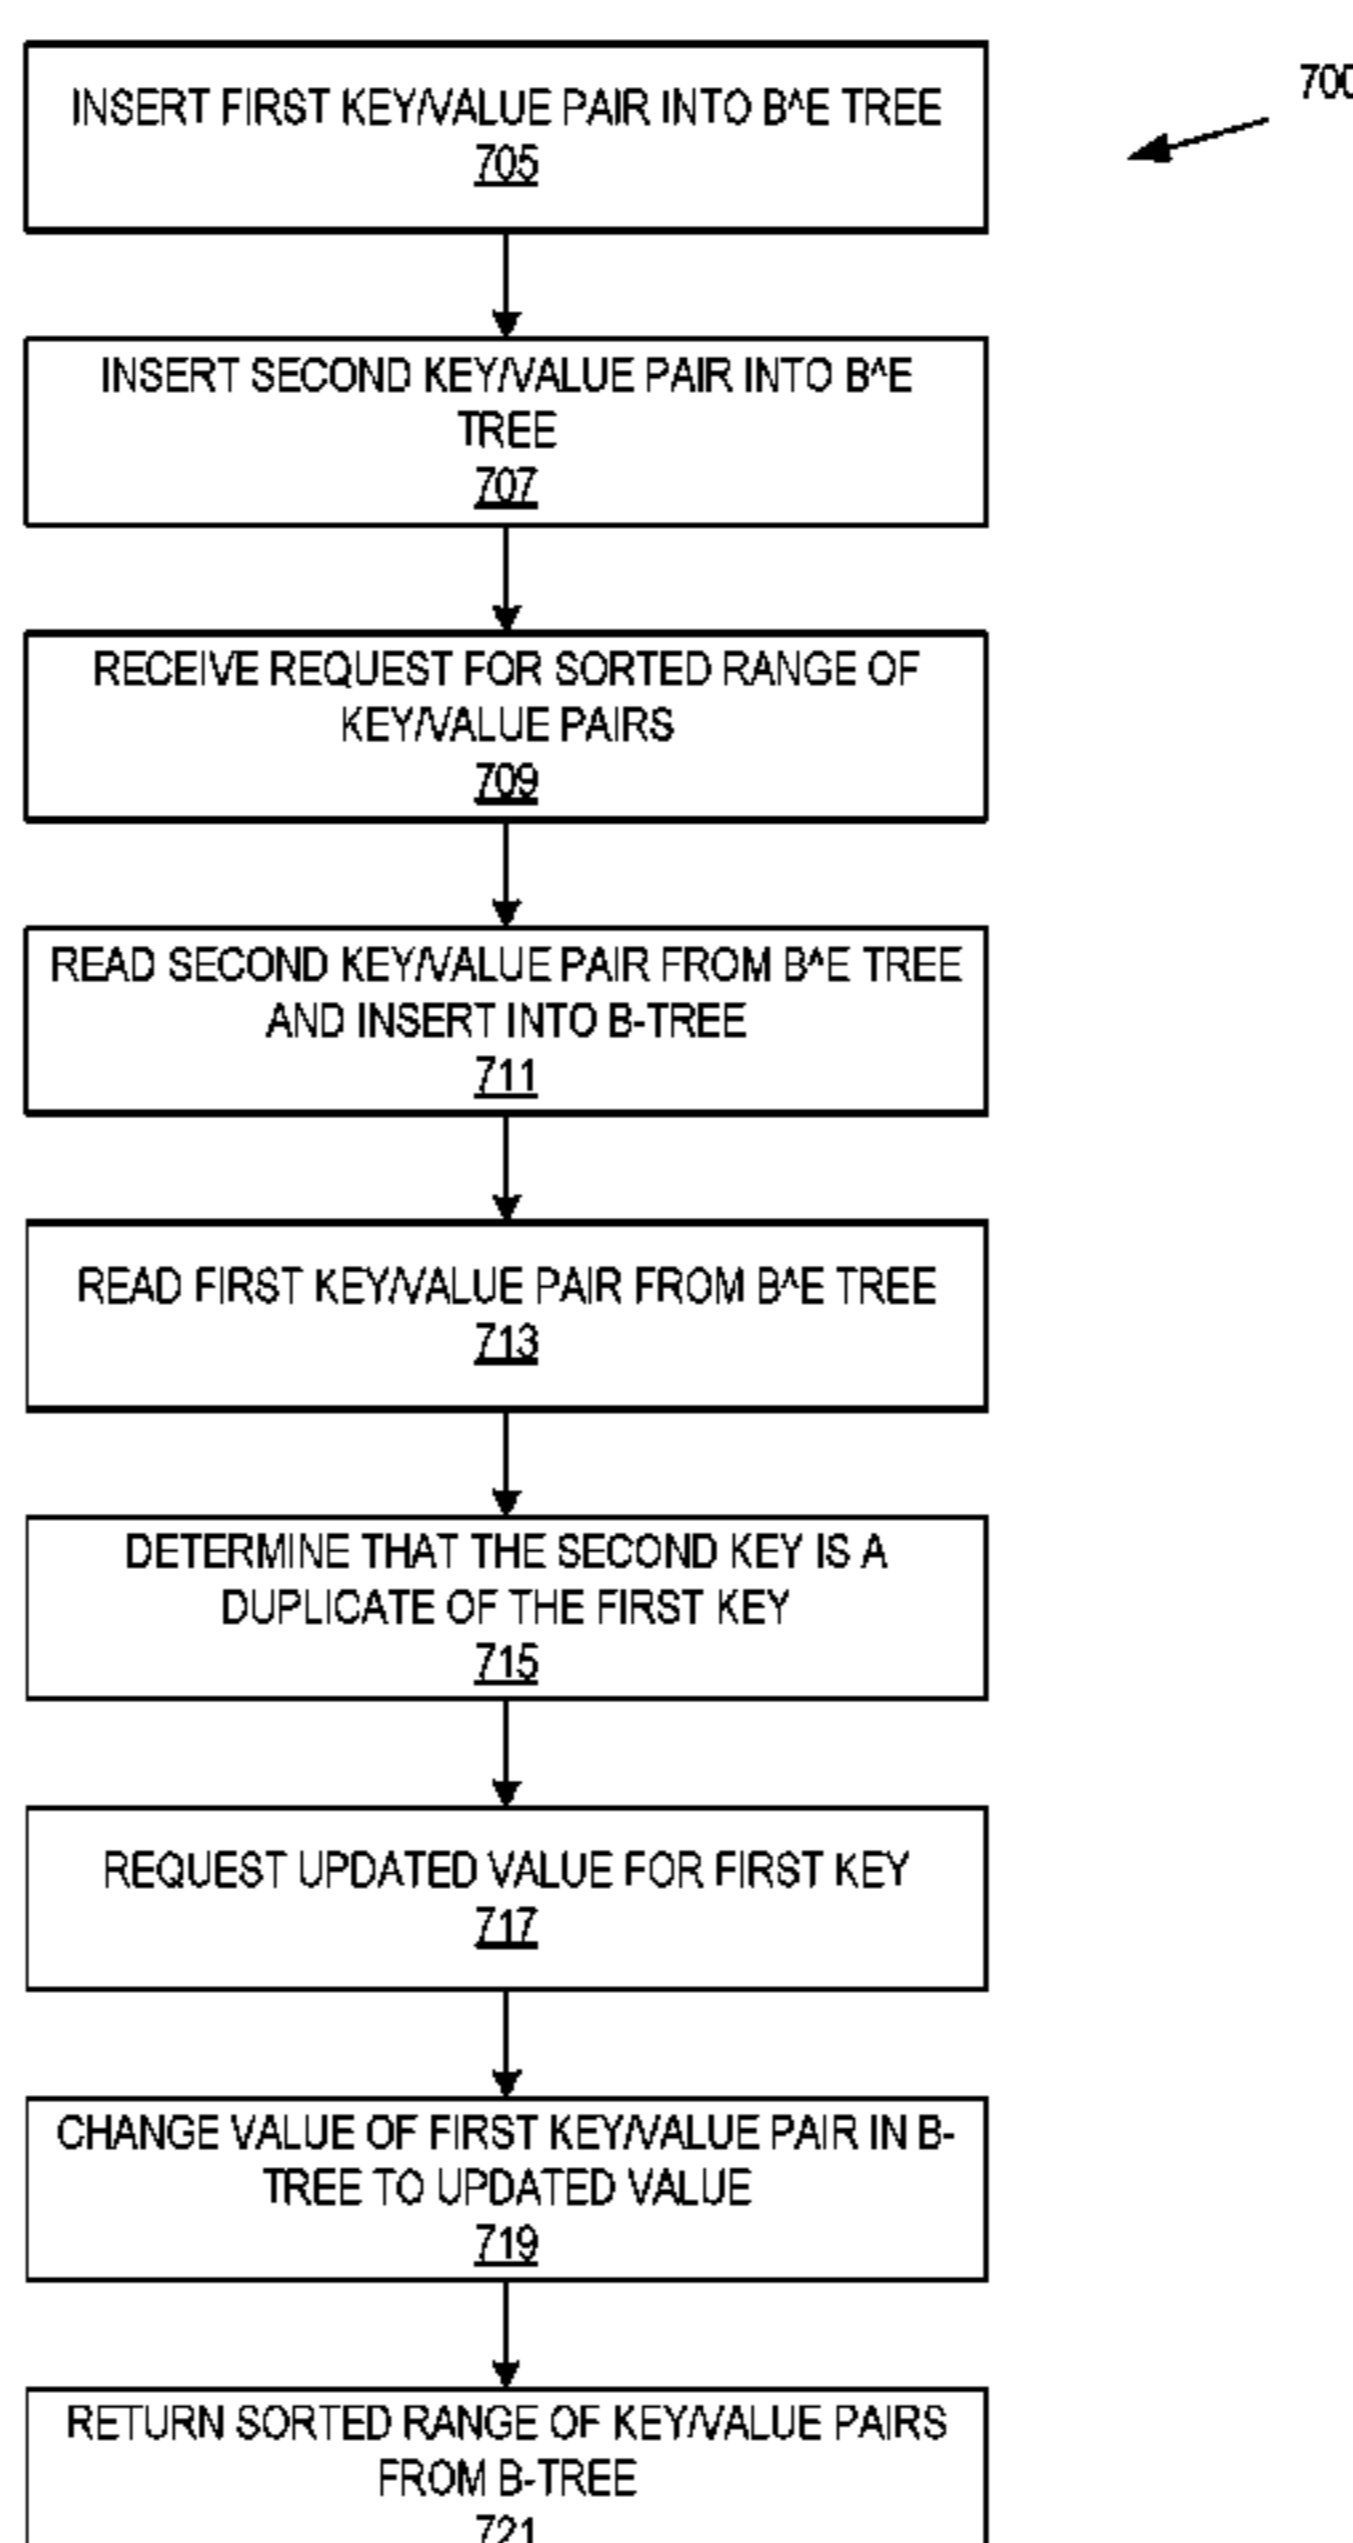 INSERT FIRST KEY/VALUE PAIR INTO B^E TREE
705
700
INSERT SECOND KEY/VALUE PAIR INTO B^E
TREE
707
RECEIVE REQUEST FOR SORTED RANGE OF
KEY/VALUE PAIRS
709
READ SECOND KEY/VALUE PAIR FROM B^E TREE
AND INSERT INTO B-TREE
711
READ FIRST KEY/VALUE PAIR FROM B^E TREE
713
DETERMINE THAT THE SECOND KEY IS A
DUPLICATE OF THE FIRST KEY
715
REQUEST UPDATED VALUE FOR FIRST KEY
717
CHANGE VALUE OF FIRST KEY/VALUE PAIR IN B-
TREE TO UPDATED VALUE
719
RETURN SORTED RANGE OF KEY/VALUE PAIRS
FROM B-TREE
721